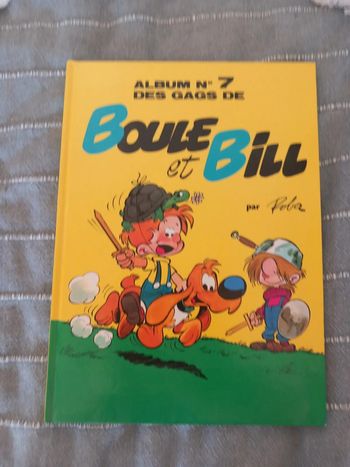 ALBUM N° 7
DES GAGS DE
BOULE
et BILL
par Roba